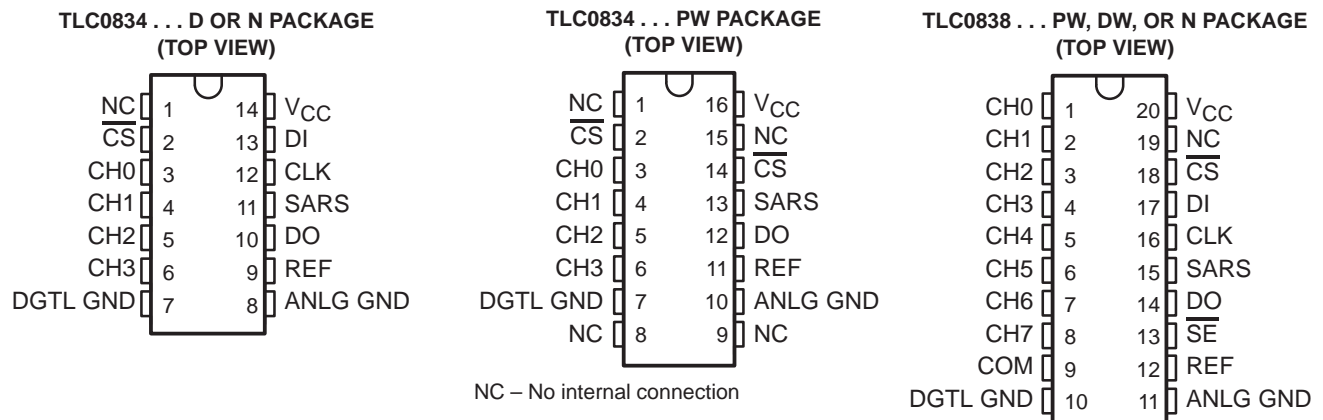 TLC0834 . . . D OR N PACKAGE
(TOP VIEW)
NC 1 14 VCC
CS 2 13 DI
CH0 3 12 CLK
CH1 4 11 SARS
CH2 5 10 DO
CH3 6 9 REF
DGTL GND 7 8 ANLG GND
TLC0834 . . . PW PACKAGE
(TOP VIEW)
NC 1 16 VCC
CS 2 15 NC
CH0 3 14 CS
CH1 4 13 SARS
CH2 5 12 DO
CH3 6 11 REF
DGTL GND 7 10 ANLG GND
NC 8 9 NC
NC – No internal connection
TLC0838 . . . PW, DW, OR N PACKAGE
(TOP VIEW)
CH0 1 20 VCC
CH1 2 19 NC
CH2 3 18 CS
CH3 4 17 DI
CH4 5 16 CLK
CH5 6 15 SARS
CH6 7 14 DO
CH7 8 13 SE
COM 9 12 REF
DGTL GND 10 11 ANLG GND